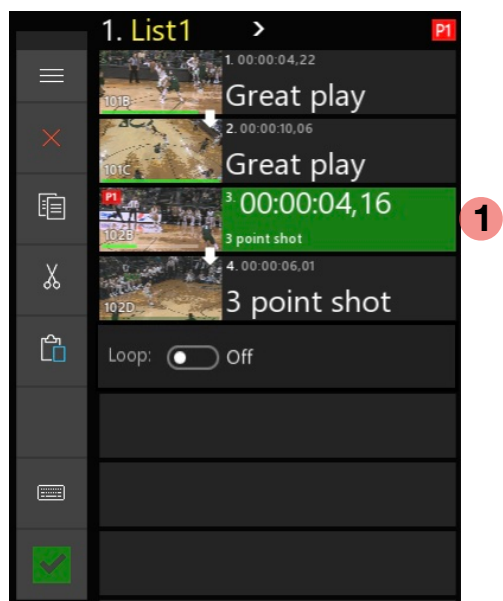 1. List1 >
P1
1. 00:00:04,22
101B
Great play
2. 00:00:10,06
101C
Great play
P1
3. 00:00:04,16
102B
3 point shot
1
4. 00:00:06,01
102D
3 point shot
Loop: Off